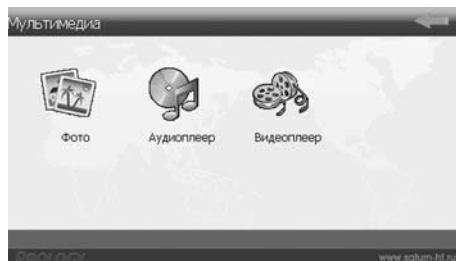 Мультимедиа
Фото Аудиоплеер Видеоплеер
PROLOGY www.saturn-ht.ru